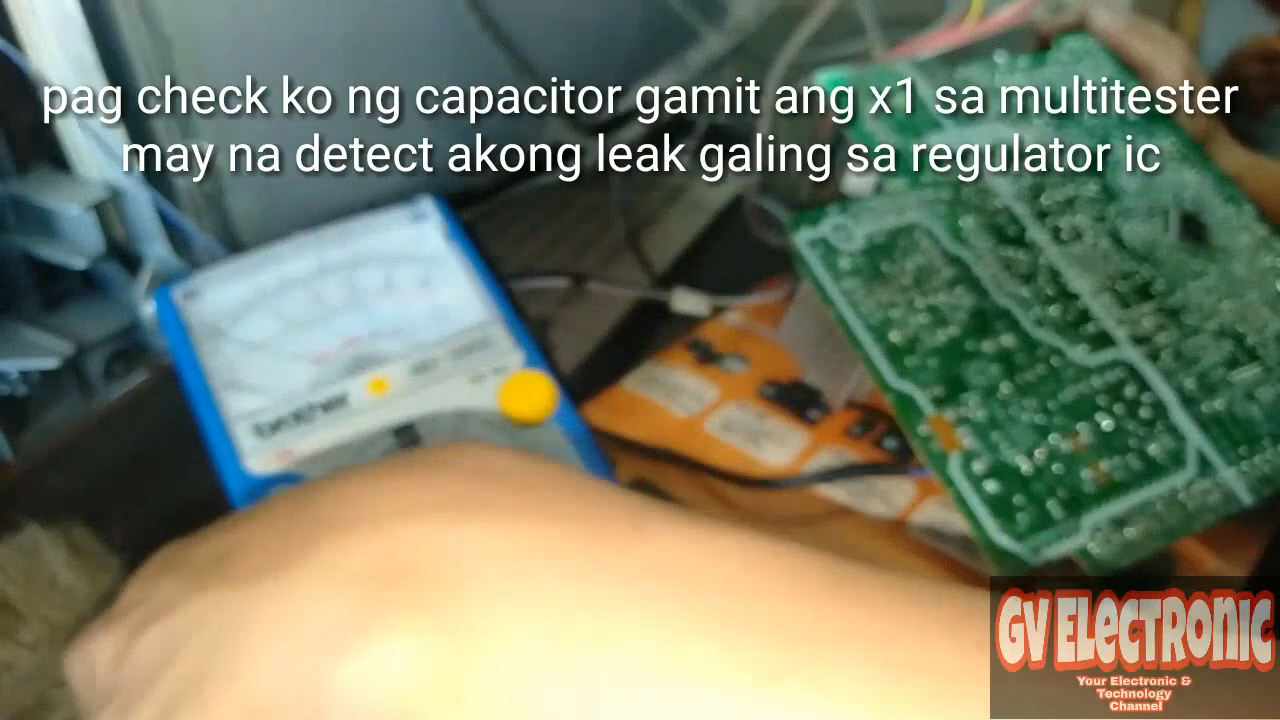 pag check ko ng capacitor gamit ang x1 sa multitester
may na detect akong leak galing sa regulator ic
brother
GV ELECTRONIC
Your Electronic &
Technology
Channel